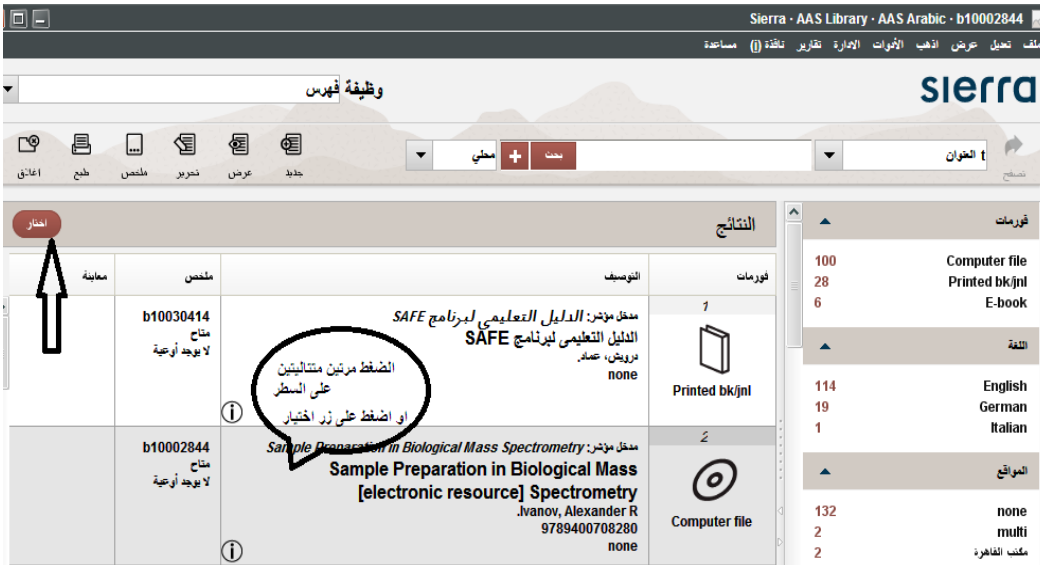 Sierra · AAS Library · AAS Arabic · b10002844
ملف تعديل عرض اذهب الأدوات الادارة تقارير نافذة (j) مساعدة
sierra
وظيفة فهرس
تصفح
t العنوان
بحث
محلي
جديد
عرض
تحرير
ملخص
طبع
اغلاق
فورمات
Computer file 100
Printed bk/jnl 28
E-book 6
اللغة
English 114
German 19
Italian 1
المواقع
none 132
multi 2
مكتب القاهرة 2
النتائج
اختار
فورمات
التوصيف
ملخص
معاينة
1
Printed bk/jnl
مدخل مؤشر: الدليل التعليمي لبرنامج SAFE
الدليل التعليمى لبرنامج SAFE
درويش، عماد.
none
b10030414
متاح
لا يوجد أوعية
الضغط مرتين متتاليتين
على السطر
او اضغط على زر اختيار
2
Computer file
مدخل مؤشر: Sample Preparation in Biological Mass Spectrometry
Sample Preparation in Biological Mass
[electronic resource] Spectrometry
.Ivanov, Alexander R
9789400708280
none
b10002844
متاح
لا يوجد أوعية